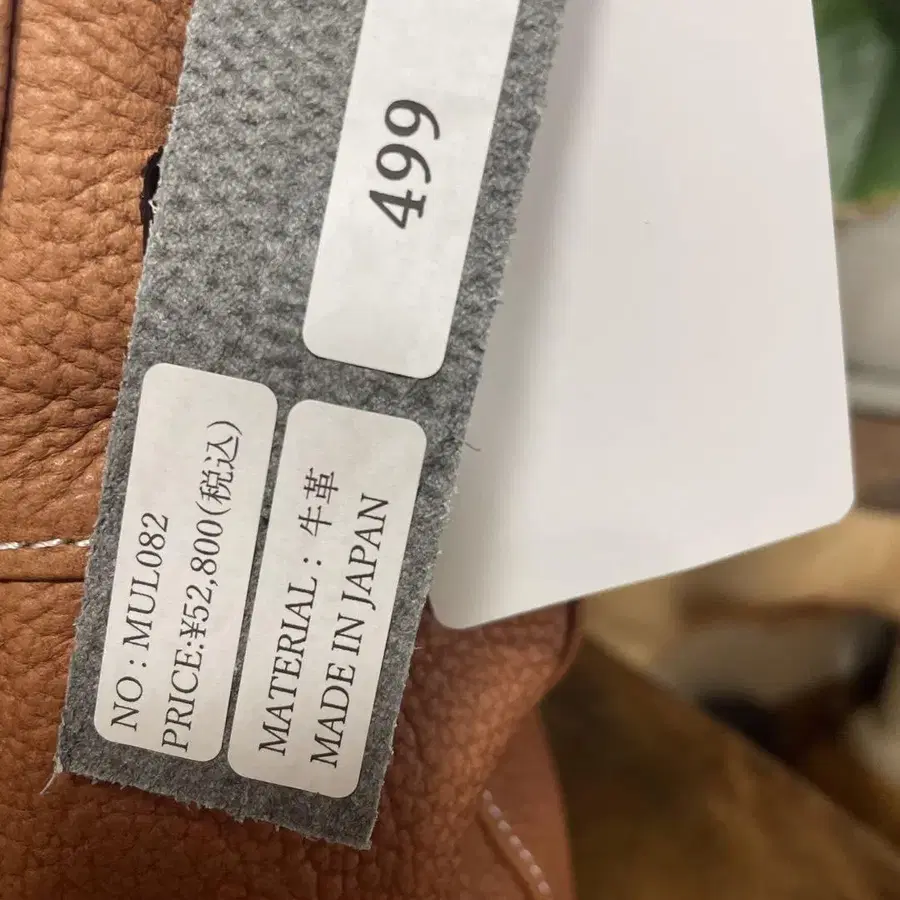 499
NO : MUL082
PRICE:¥52,800(税込)
MATERIAL : 牛革
MADE IN JAPAN